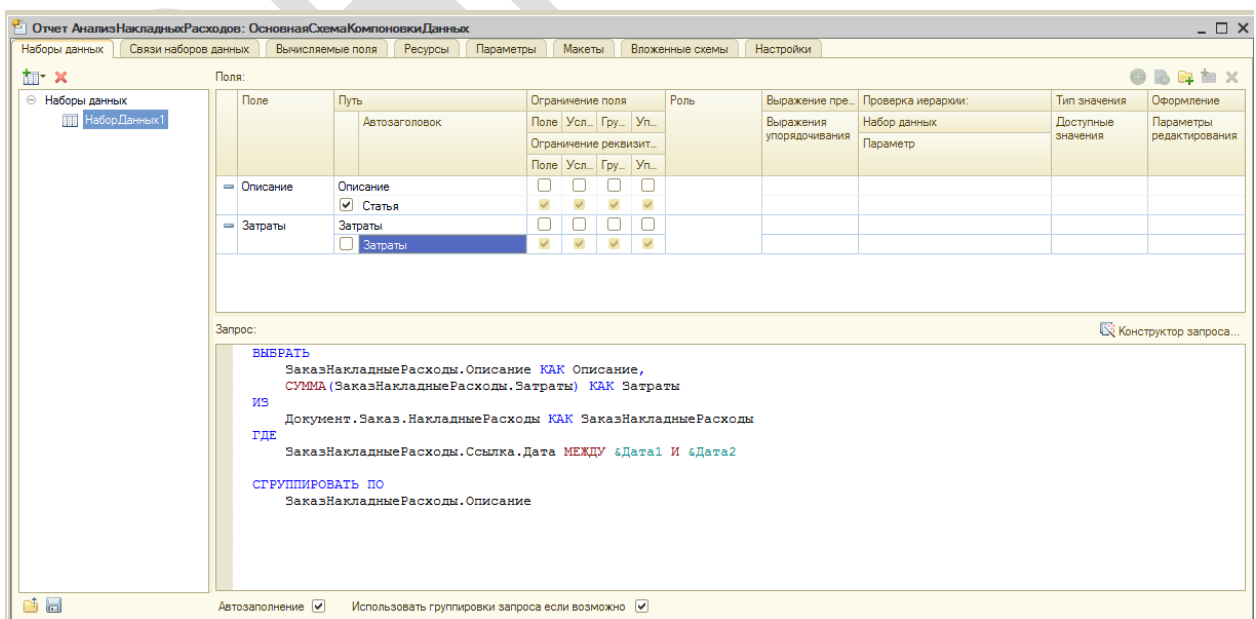 Отчет АнализНакладныхРасходов: ОсновнаяСхемаКомпоновкиДанных
Наборы данных Связи наборов данных Вычисляемые поля Ресурсы Параметры Макеты Вложенные схемы Настройки
Поля:
Наборы данных
НаборДанных1
Поле Путь Ограничение поля Роль Выражение пре... Проверка иерархии: Тип значения Оформление
Автозаголовок Поле Усл... Гру... Уп... Выражения упорядочивания Набор данных Доступные значения Параметры редактирования
Ограничение реквизит... Параметр
Поле Усл... Гру... Уп...
Описание Описание
Статья
Затраты Затраты
Затраты
Запрос: Конструктор запроса...
ВЫБРАТЬ
ЗаказНакладныеРасходы.Описание КАК Описание,
СУММА(ЗаказНакладныеРасходы.Затраты) КАК Затраты
ИЗ
Документ.Заказ.НакладныеРасходы КАК ЗаказНакладныеРасходы
ГДЕ
ЗаказНакладныеРасходы.Ссылка.Дата МЕЖДУ &Дата1 И &Дата2
СГРУППИРОВАТЬ ПО
ЗаказНакладныеРасходы.Описание
Автозаполнение Использовать группировки запроса если возможно